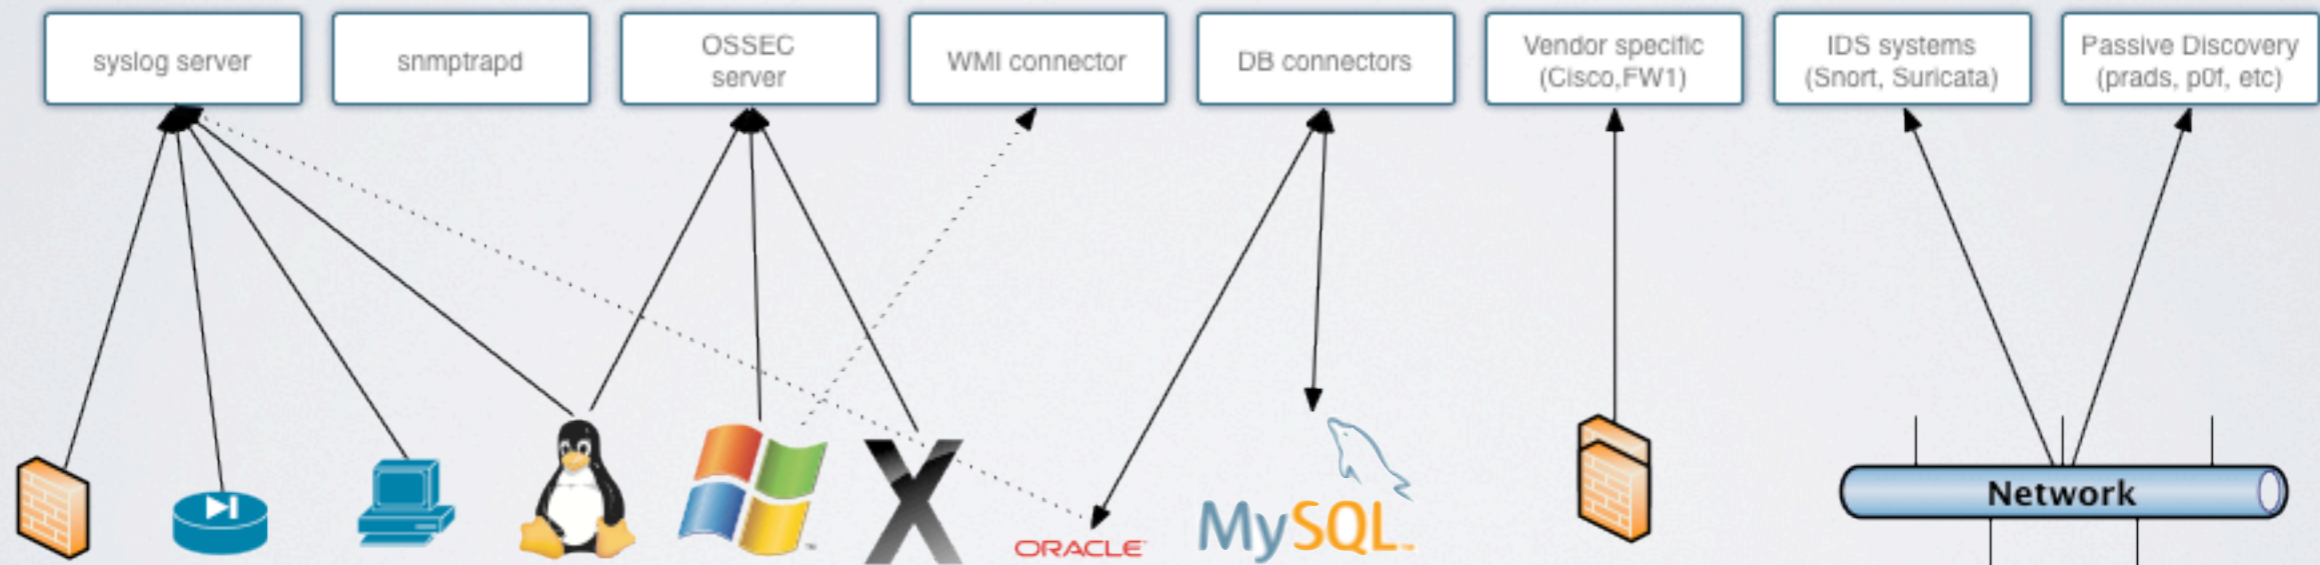 syslog server
snmptrapd
OSSEC
server
WMI connector
DB connectors
Vendor specific
(Cisco,FW1)
IDS systems
(Snort, Suricata)
Passive Discovery
(prads, p0f, etc)
X
ORACLE
MySQL
Network